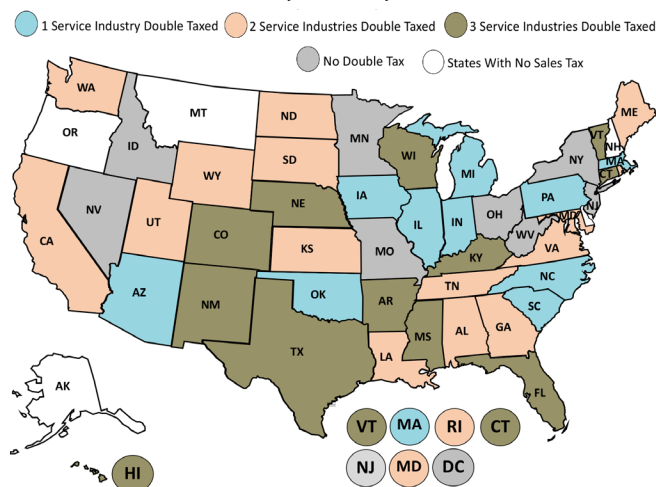 1 Service Industry Double Taxed 2 Service Industries Double Taxed 3 Service Industries Double Taxed
No Double Tax States With No Sales Tax
WA
MT
ND
ME
OR
ID
MN
VT
NH
WI
MA
SD
NY
WY
MI
CT
IA
PA
NJ
NE
NV
OH
UT
IL
IN
MD
CA
CO
WV
KS
MO
VA
KY
NC
TN
AZ
OK
NM
AR
SC
MS
AL
GA
TX
LA
AK
FL
VT MA RI CT
NJ MD DC
HI